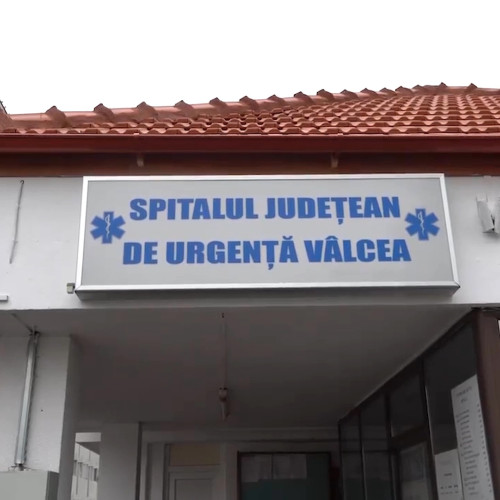 SPITALUL JUDEȚEAN
DE URGENȚĂ VÂLCEA